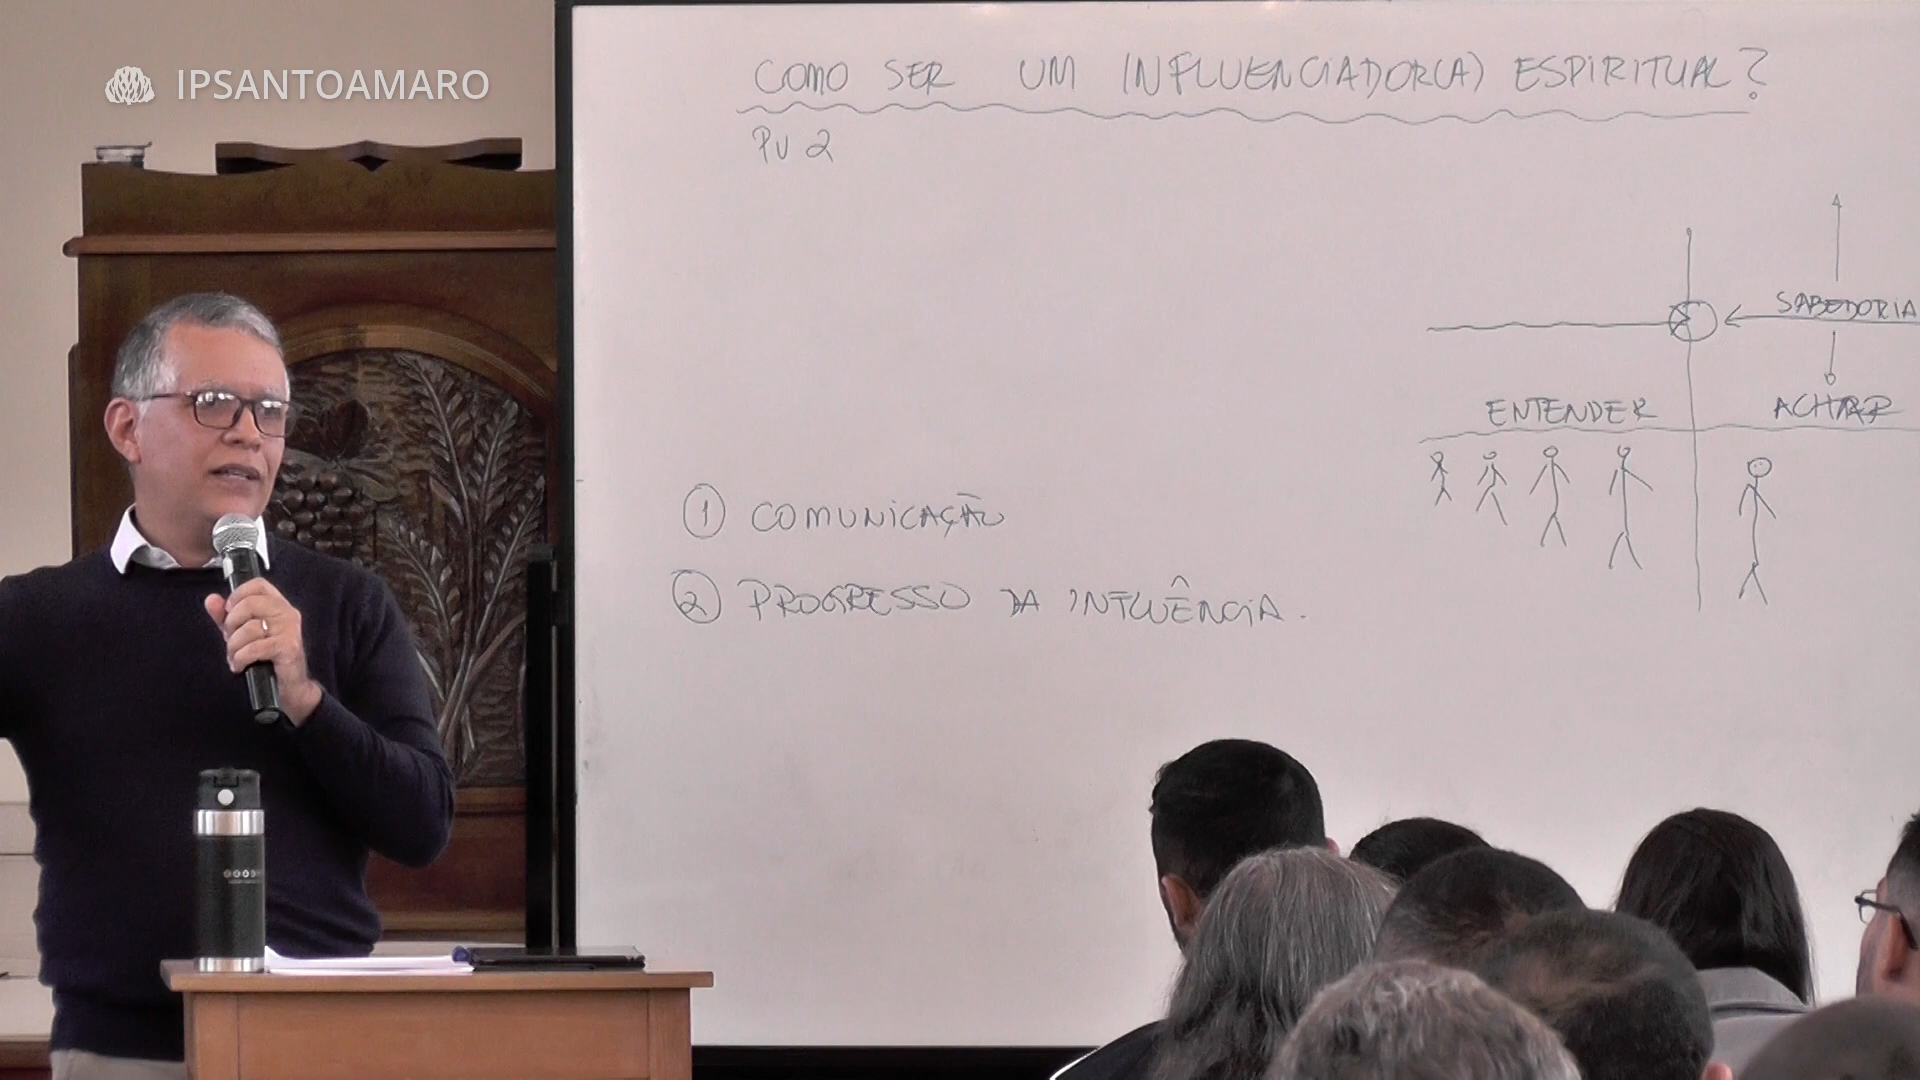 IPSANTOAMARO
COMO SER UM INFLUENCIADOR(A) ESPIRITUAL?
PV 2
SABEDORIA
ENTENDER
ACHAR
① COMUNICAÇÃO
② PROGRESSO DA INFLUÊNCIA.